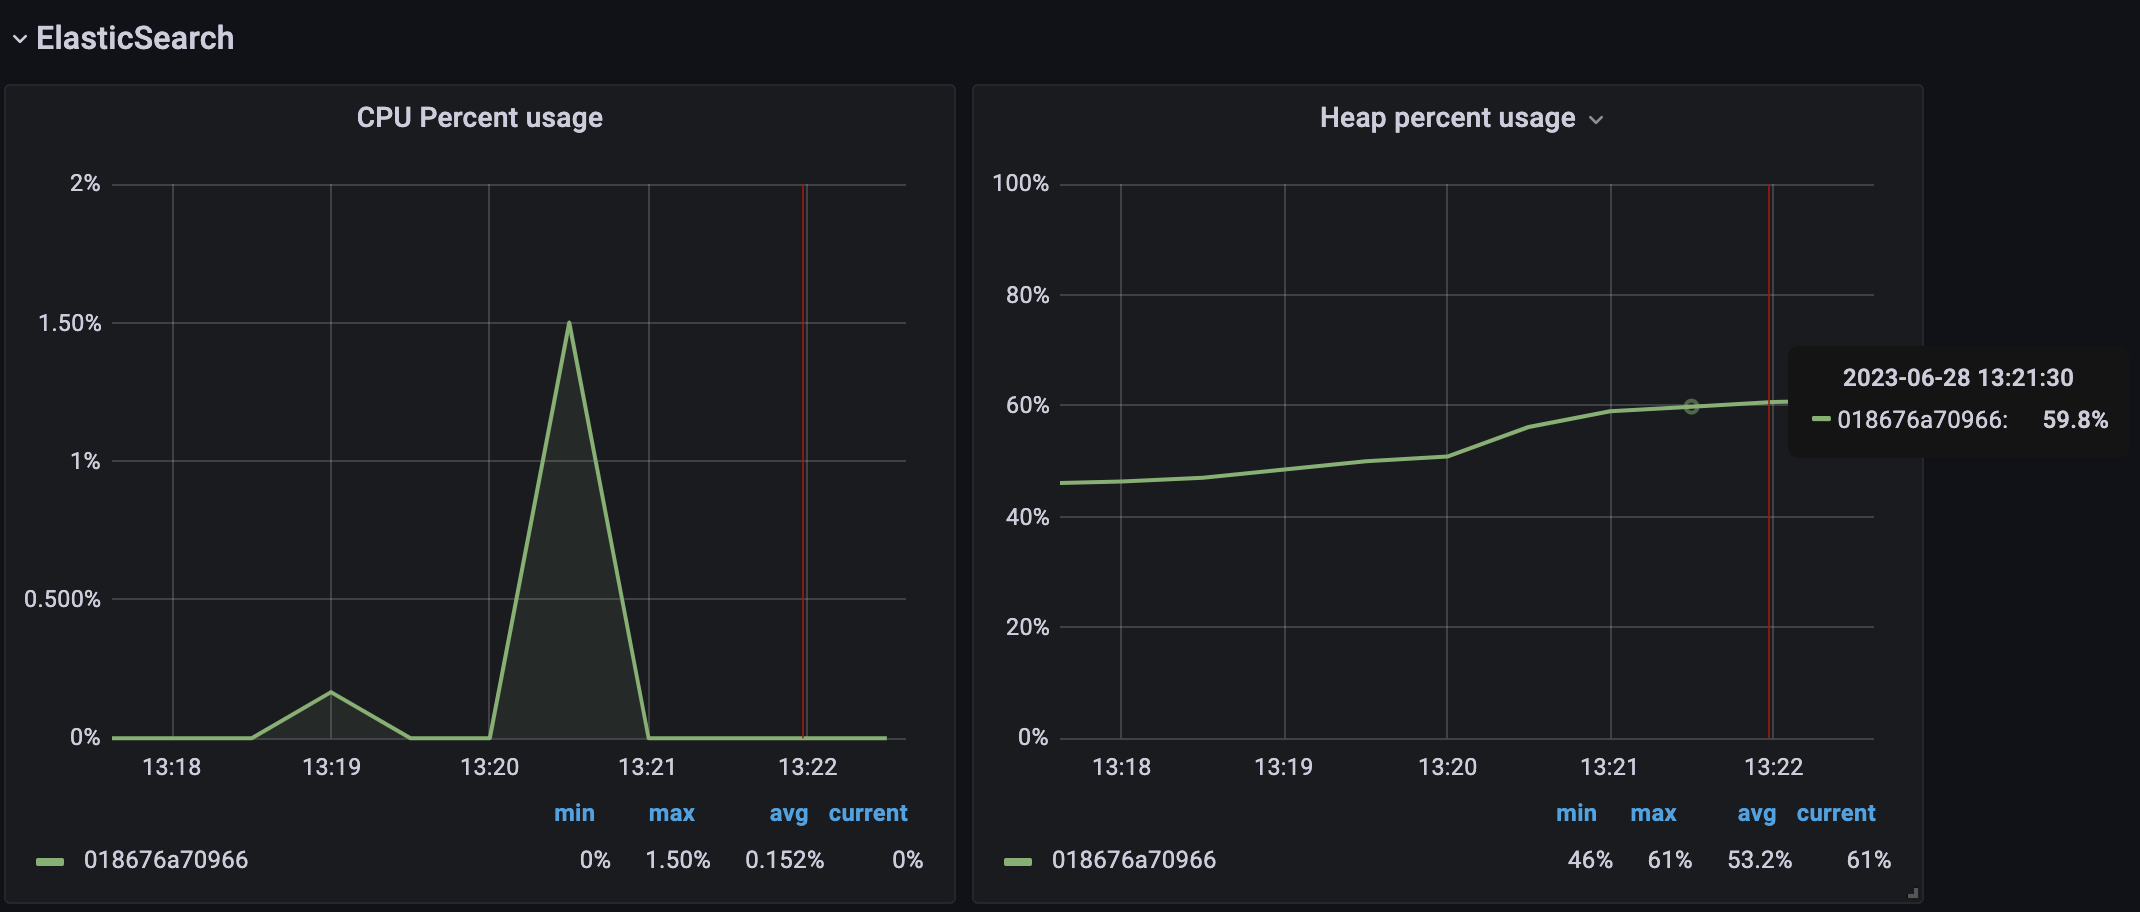 ElasticSearch
CPU Percent usage
2%
1.50%
1%
0.500%
0%
13:18 13:19 13:20 13:21 13:22
min max avg current
018676a70966 0% 1.50% 0.152% 0%
Heap percent usage
100%
80%
60%
40%
20%
0%
13:18 13:19 13:20 13:21 13:22
2023-06-28 13:21:30
018676a70966: 59.8%
min max avg current
018676a70966 46% 61% 53.2% 61%